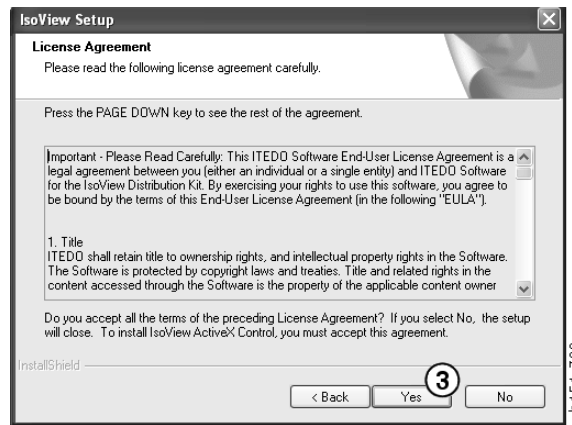 IsoView Setup
License Agreement
Please read the following license agreement carefully.
Press the PAGE DOWN key to see the rest of the agreement.
Important - Please Read Carefully: This ITEDO Software End-User License Agreement is a
legal agreement between you (either an individual or a single entity) and ITEDO Software
for the IsoView Distribution Kit. By exercising your rights to use this software, you agree to
be bound by the terms of this End-User License Agreement (in the following "EULA").
1. Title
ITEDO shall retain title to ownership rights, and intellectual property rights in the Software.
The Software is protected by copyright laws and treaties. Title and related rights in the
content accessed through the Software is the property of the applicable content owner
Do you accept all the terms of the preceding License Agreement? If you select No, the setup
will close. To install IsoView ActiveX Control, you must accept this agreement.
InstallShield
3
< Back Yes No